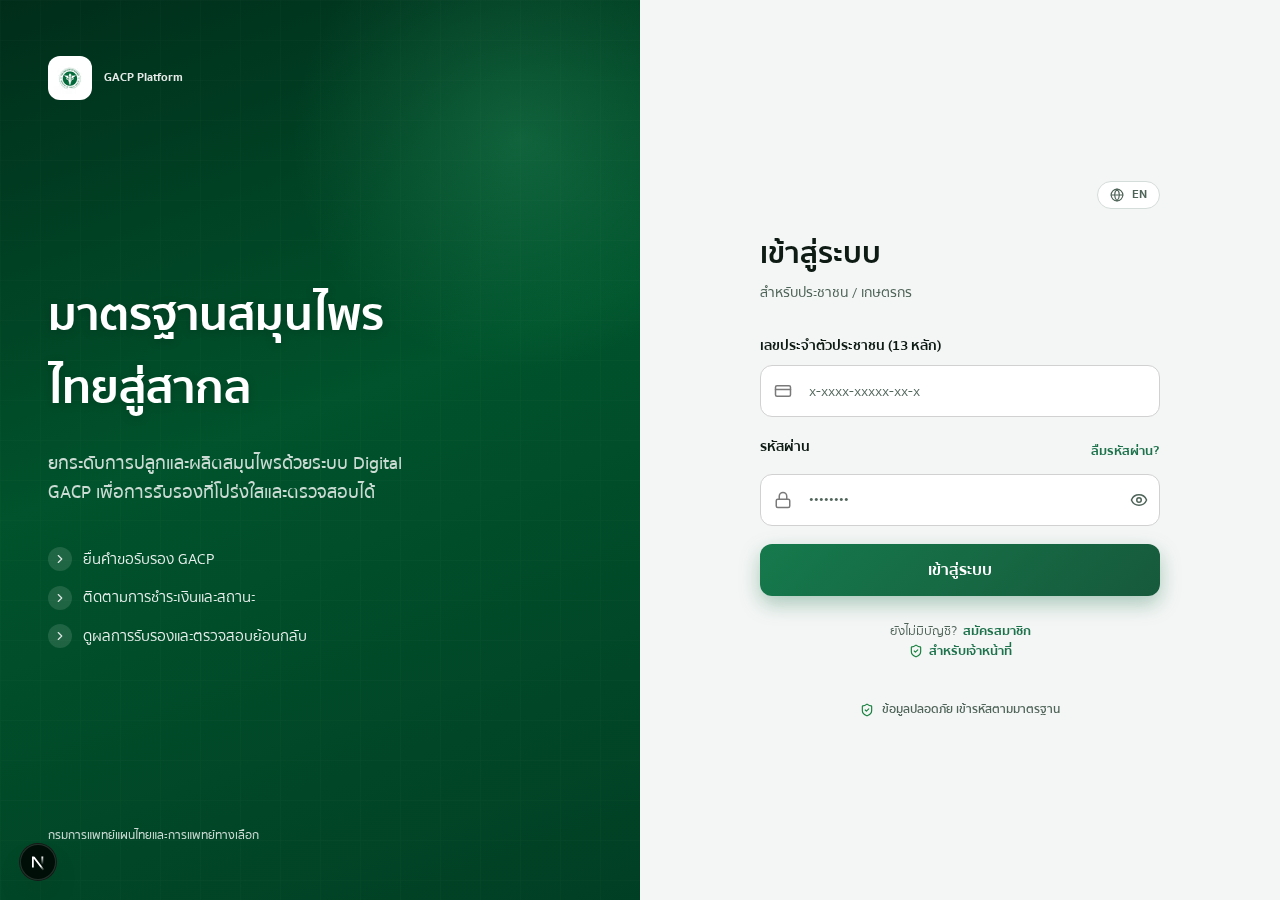 GACP Platform
มาตรฐานสมุนไพร
ไทยสู่สากล
ยกระดับการปลูกและผลิตสมุนไพรด้วยระบบ Digital
GACP เพื่อการรับรองที่โปร่งใสและตรวจสอบได้
ยื่นคำขอรับรอง GACP
ติดตามการชำระเงินและสถานะ
ดูผลการรับรองและตรวจสอบย้อนกลับ
กรมการแพทย์แผนไทยและการแพทย์ทางเลือก
N
EN
เข้าสู่ระบบ
สำหรับประชาชน / เกษตรกร
เลขประจำตัวประชาชน (13 หลัก)
x-xxxx-xxxxx-xx-x
รหัสผ่าน
ลืมรหัสผ่าน?
••••••••
เข้าสู่ระบบ
ยังไม่มีบัญชี? สมัครสมาชิก
สำหรับเจ้าหน้าที่
ข้อมูลปลอดภัย เข้ารหัสตามมาตรฐาน